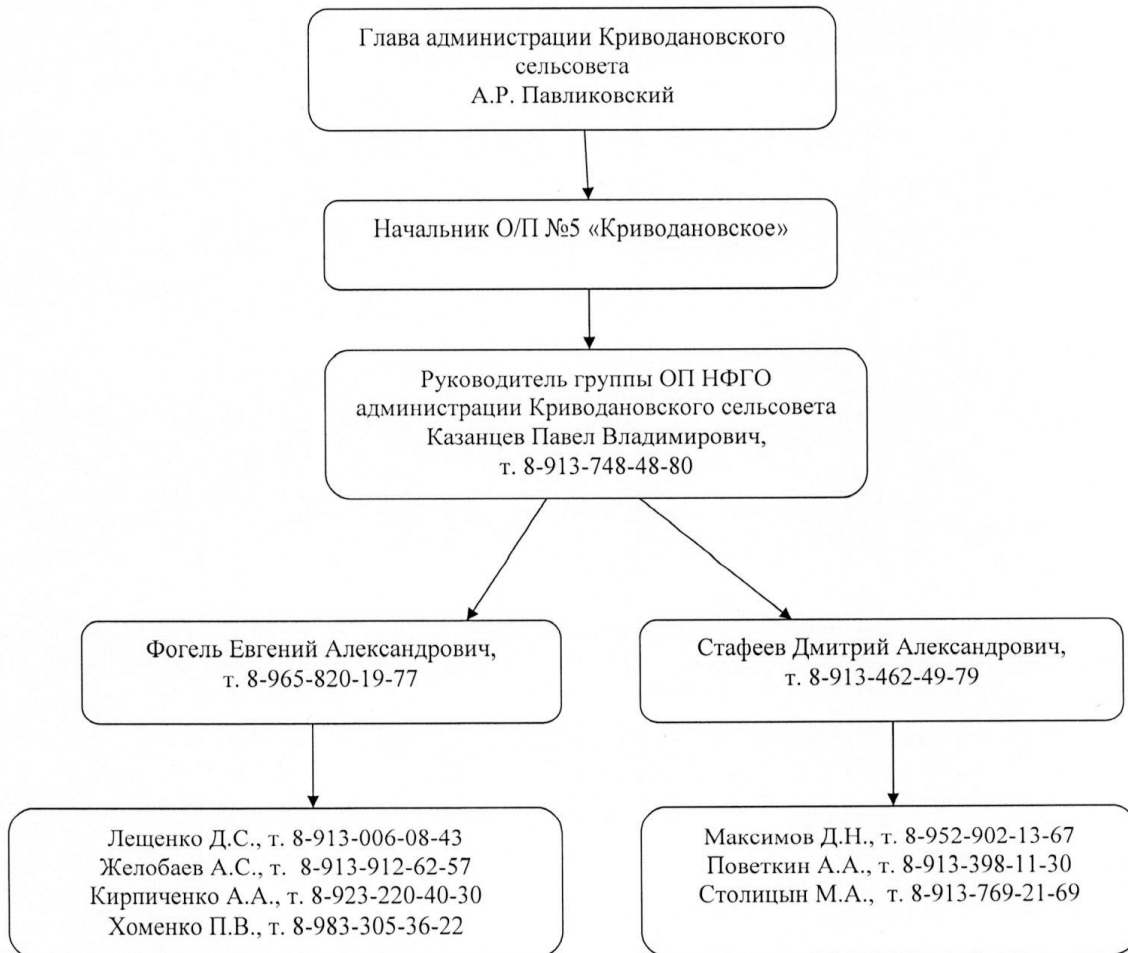 Глава администрации Криводановского
сельсовета
А.Р. Павликовский
Начальник О/П №5 «Криводановское»
Руководитель группы ОП НФГО
администрации Криводановского сельсовета
Казанцев Павел Владимирович,
т. 8-913-748-48-80
Фогель Евгений Александрович,
т. 8-965-820-19-77
Стафеев Дмитрий Александрович,
т. 8-913-462-49-79
Лещенко Д.С., т. 8-913-006-08-43
Желобаев А.С., т. 8-913-912-62-57
Кирпиченко А.А., т. 8-923-220-40-30
Хоменко П.В., т. 8-983-305-36-22
Максимов Д.Н., т. 8-952-902-13-67
Поветкин А.А., т. 8-913-398-11-30
Столицын М.А., т. 8-913-769-21-69